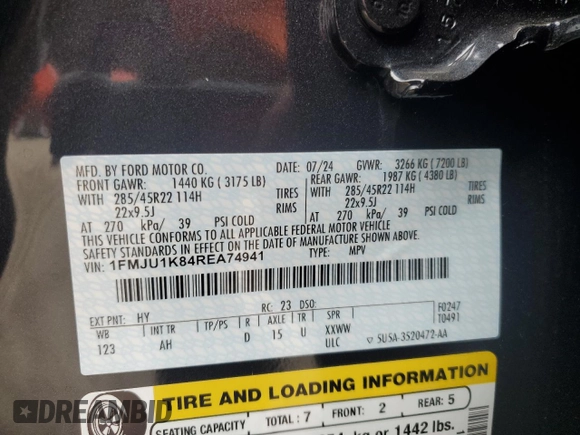 MFD. BY FORD MOTOR CO.
DATE: 07/24 GVWR: 3266 KG ( 7200 LB)
FRONT GAWR: 1440 KG ( 3175 LB)
REAR GAWR: 1987 KG ( 4380 LB)
WITH 285/45R22 114H TIRES
WITH 285/45R22 114H TIRES
22x9.5J RIMS
22x9.5J RIMS
AT 270 kPa/ 39 PSI COLD
AT 270 kPa/ 39 PSI COLD
THIS VEHICLE CONFORMS TO ALL APPLICABLE FEDERAL MOTOR VEHICLE
SAFETY STANDARDS IN EFFECT ON THE DATE OF MANUFACTURE SHOWN ABOVE.
VIN: 1FMJU1K84REA74941
TYPE: MPV
EXT PNT: HY RC: 23 DSO: F0247
WB INT TR TP/PS R AXLE TR SPR T0491
123 AH D 15 U XXWW
ULC ▽ 5USA-3520472-AA
TIRE AND LOADING INFORMATION
SEATING CAPACITY TOTAL : 7 FRONT: 2 REAR: 5
kg or 1442 lbs.
DREAMBID